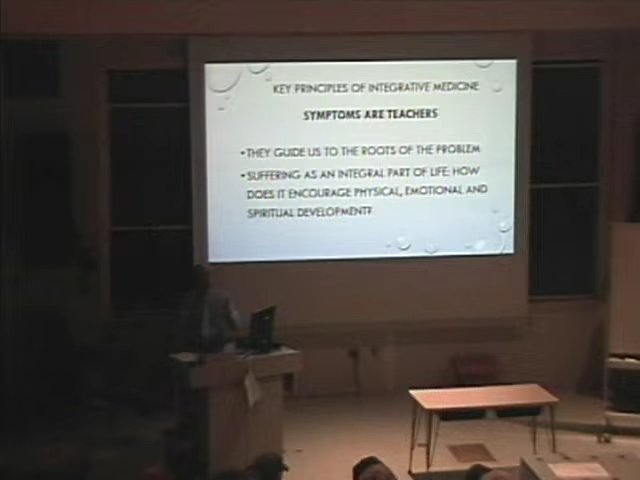 KEY PRINCIPLES OF INTEGRATIVE MEDICINE
SYMPTOMS ARE TEACHERS
•THEY GUIDE US TO THE ROOTS OF THE PROBLEM
•SUFFERING AS AN INTEGRAL PART OF LIFE: HOW
DOES IT ENCOURAGE PHYSICAL, EMOTIONAL AND
SPIRITUAL DEVELOPMENT?